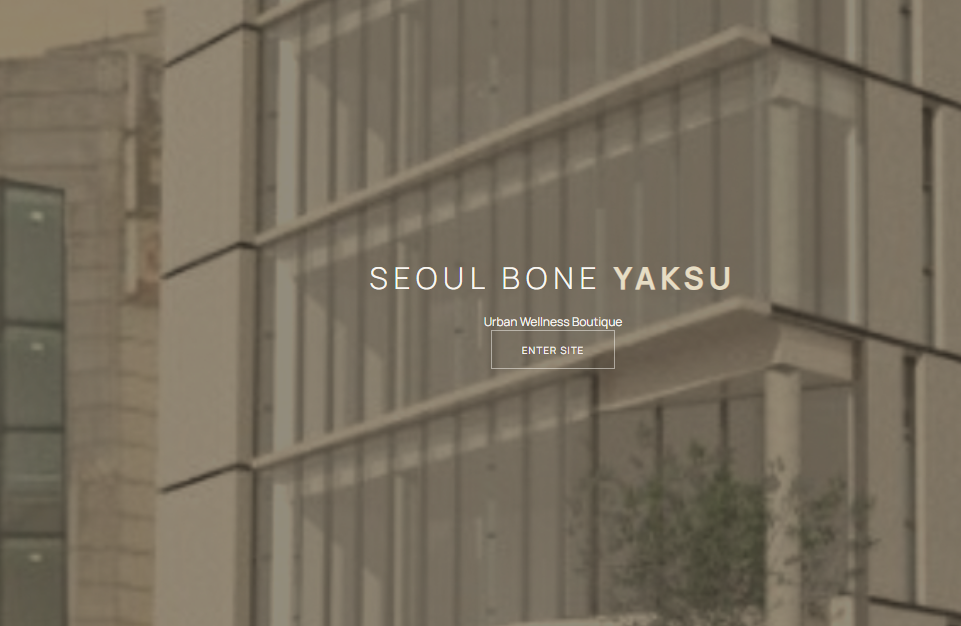 SEOUL BONE YAKSU
Urban Wellness Boutique
ENTER SITE